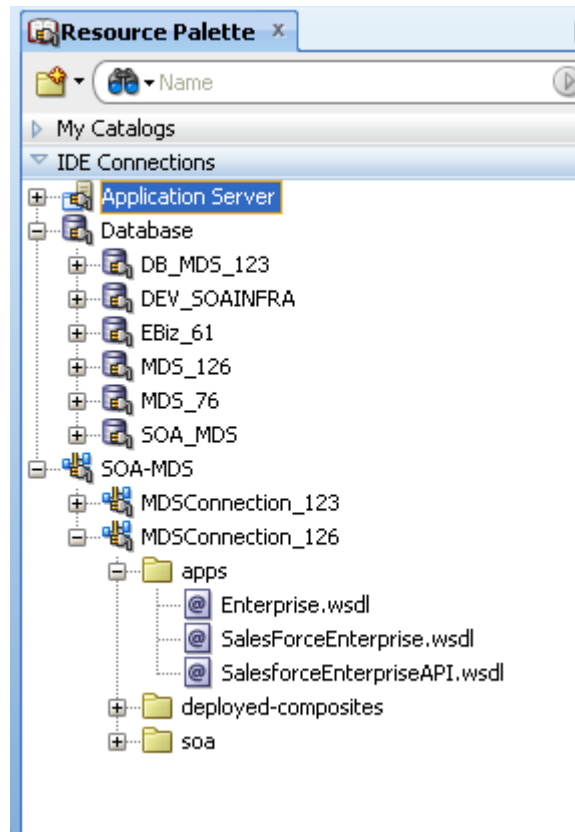 Resource Palette x
Name
My Catalogs
IDE Connections
Application Server
Database
DB_MDS_123
DEV_SOAINFRA
EBiz_61
MDS_126
MDS_76
SOA_MDS
SOA-MDS
MDSConnection_123
MDSConnection_126
apps
Enterprise.wsdl
SalesForceEnterprise.wsdl
SalesforceEnterpriseAPI.wsdl
deployed-composites
soa